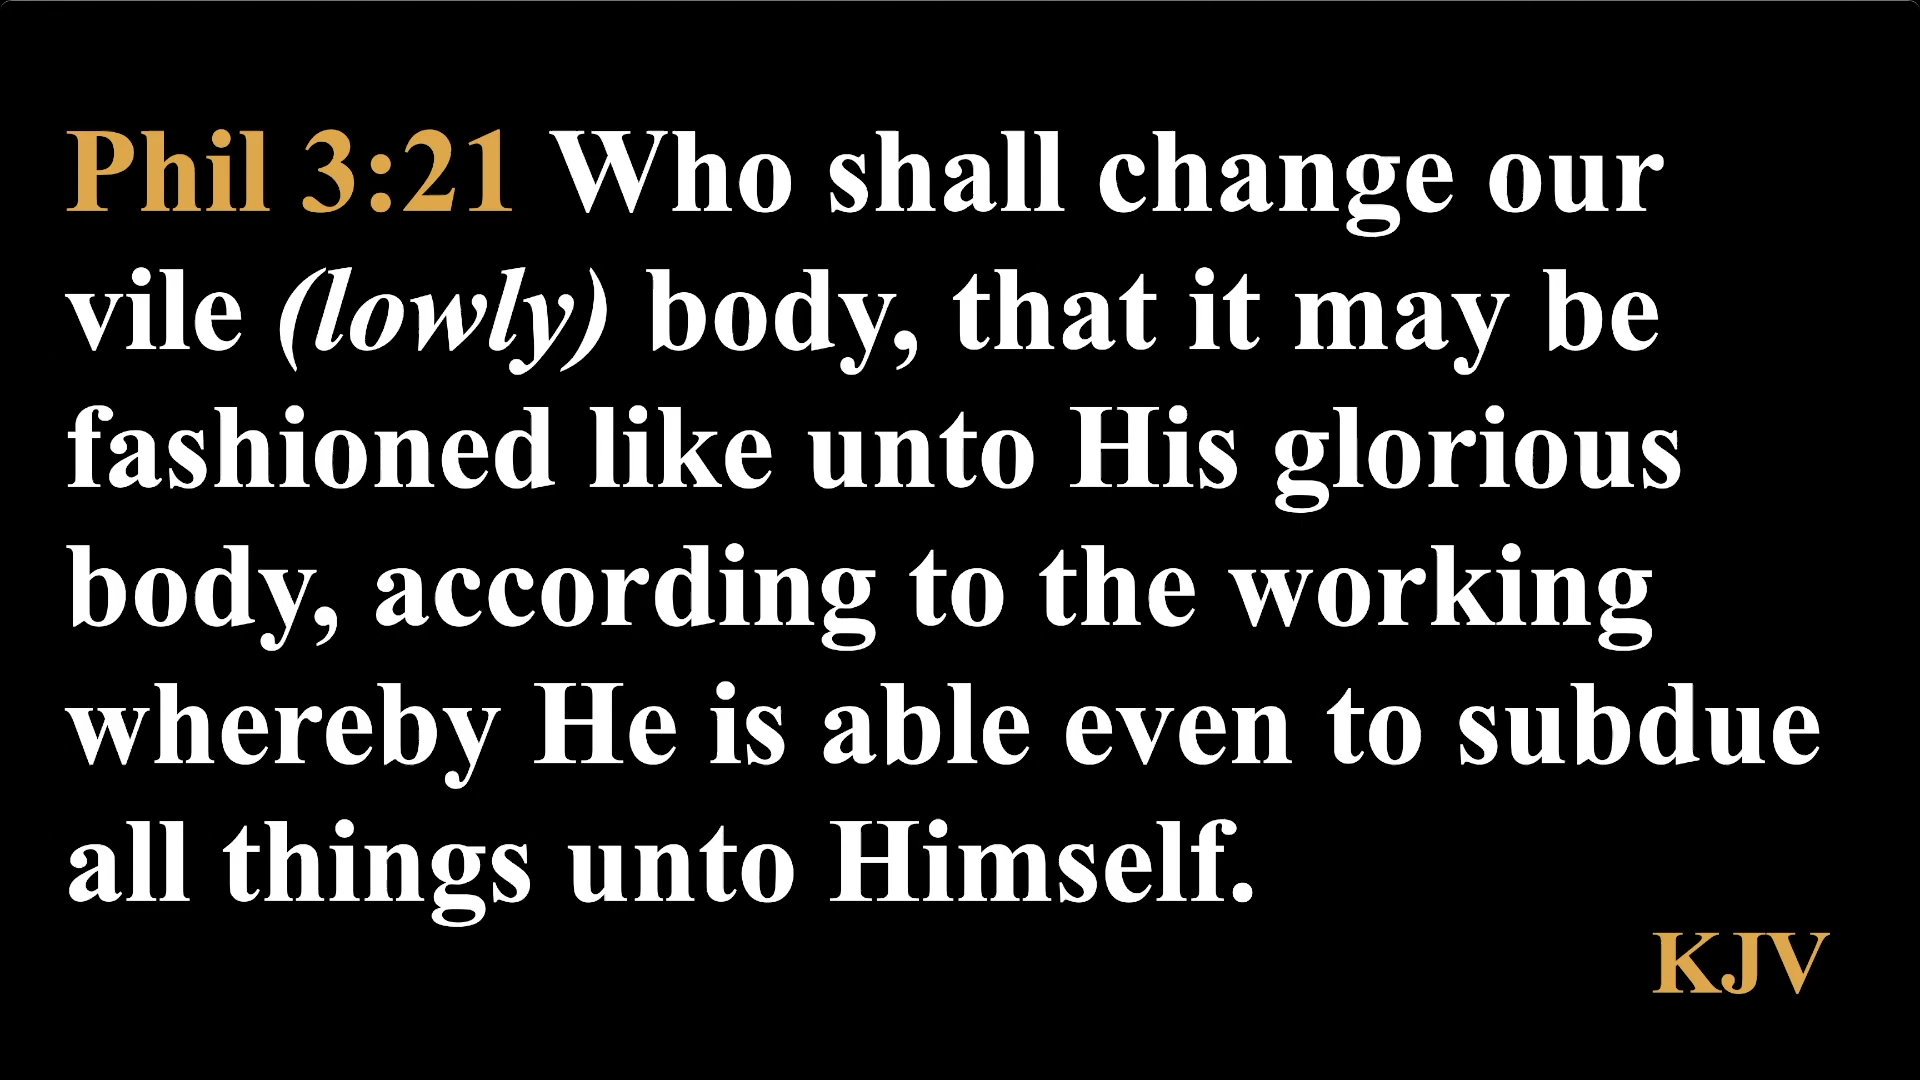 Phil 3:21 Who shall change our
vile (lowly) body, that it may be
fashioned like unto His glorious
body, according to the working
whereby He is able even to subdue
all things unto Himself.
KJV